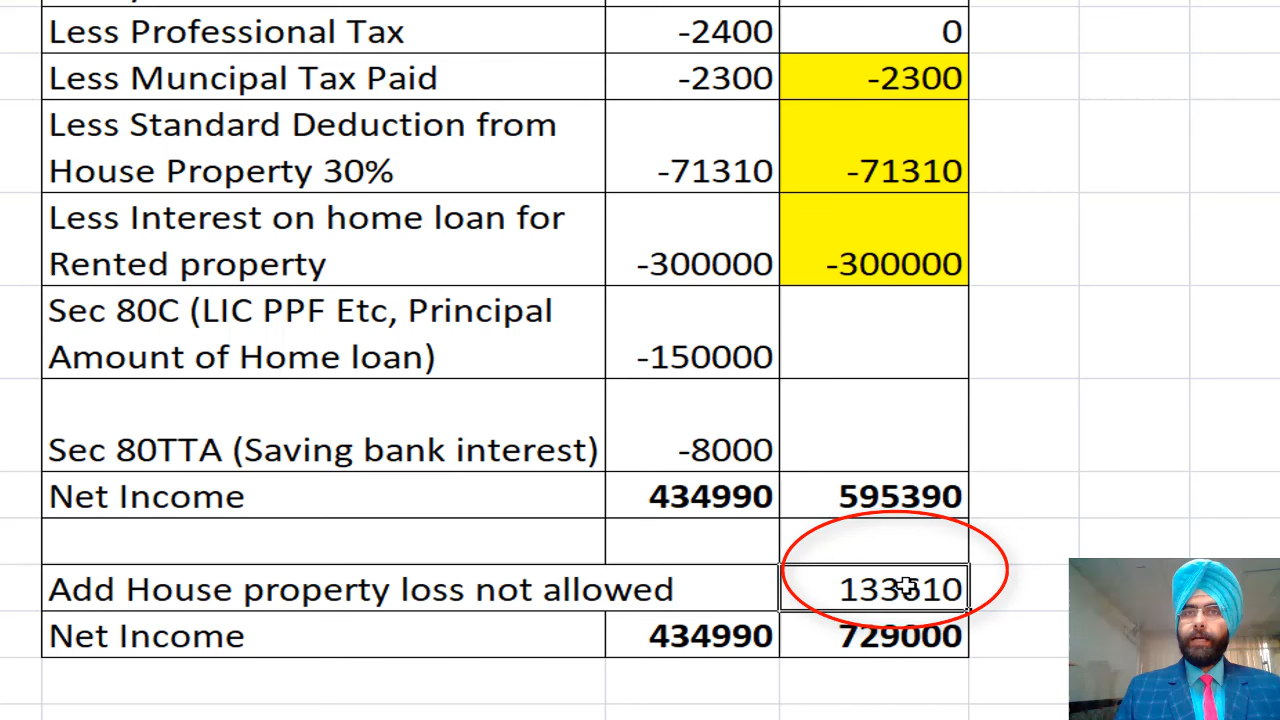 Less Professional Tax -2400 0
Less Muncipal Tax Paid -2300 -2300
Less Standard Deduction from
House Property 30% -71310 -71310
Less Interest on home loan for
Rented property -300000 -300000
Sec 80C (LIC PPF Etc, Principal
Amount of Home loan) -150000
Sec 80TTA (Saving bank interest) -8000
Net Income 434990 595390
Add House property loss not allowed 133610
Net Income 434990 729000